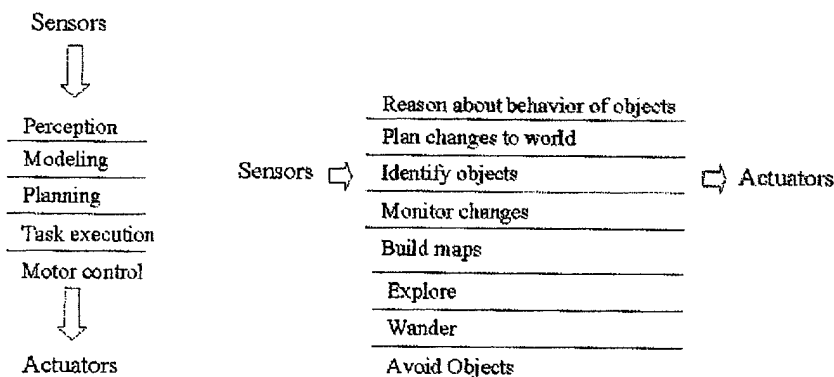 Sensors
Perception
Modeling
Planning
Task execution
Motor control
Actuators
Sensors
Reason about behavior of objects
Plan changes to world
Identify objects
Monitor changes
Build maps
Explore
Wander
Avoid Objects
Actuators